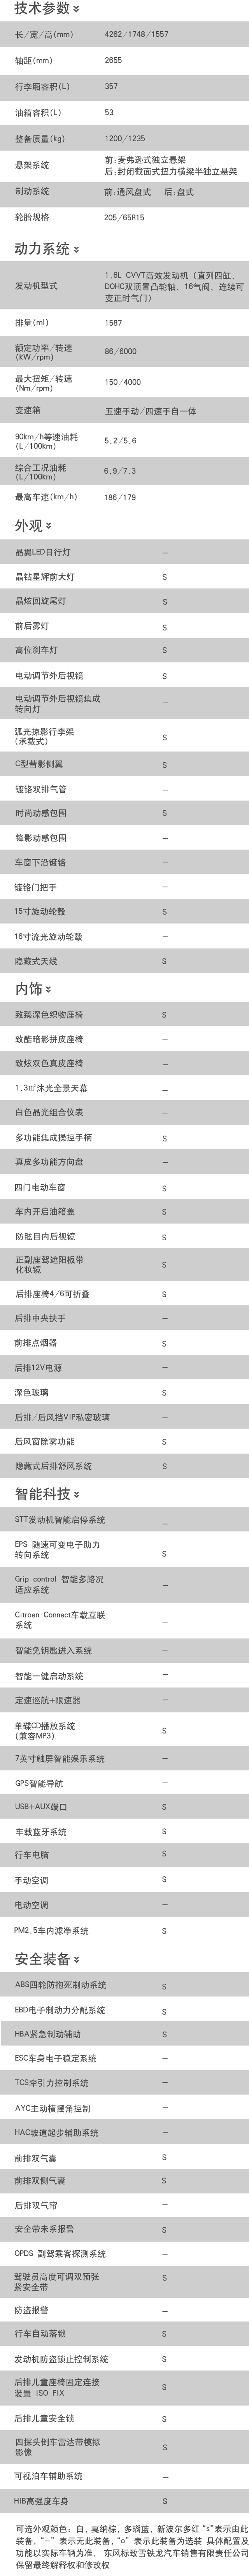 技术参数
长/宽/高(mm) 4262/1748/1557
轴距(mm) 2655
行李厢容积(L) 357
油箱容积(L) 53
整备质量(kg) 1200/1235
悬架系统 前:麦弗逊式独立悬架
后:封闭截面式扭力横梁半独立悬架
制动系统 前:通风盘式 后:盘式
轮胎规格 205/65R15
动力系统
发动机型式 1.6L CVVT高效发动机（直列四缸，
DOHC双顶置凸轮轴，16气阀，连续可
变正时气门）
排量(ml) 1587
额定功率/转速
(kW/rpm) 86/6000
最大扭矩/转速
(Nm/rpm) 150/4000
变速箱 五速手动/四速手自一体
90km/h等速油耗
(L/100km) 5.2/5.6
综合工况油耗
(L/100km) 6.9/7.3
最高车速(km/h) 186/179
外观
晶翼LED日行灯 —
晶钻星辉前大灯 S
晶炫回旋尾灯 S
前后雾灯 S
高位刹车灯 S
电动调节外后视镜 S
电动调节外后视镜集成
转向灯 —
弧光掠影行李架
（承载式） S
C型彗影侧翼 S
镀铬双排气管 —
时尚动感包围 S
锋影动感包围 —
车窗下沿镀铬 —
镀铬门把手 —
15寸旋动轮毂 S
16寸流光旋动轮毂 —
隐藏式天线 S
内饰
致臻深色织物座椅 S
致酷暗影拼皮座椅 —
致炫双色真皮座椅 —
1.3㎡沐光全景天幕 —
白色晶光组合仪表 —
多功能集成操控手柄 S
真皮多功能方向盘 —
四门电动车窗 S
车内开启油箱盖 S
防眩目内后视镜 S
正副座驾遮阳板带
化妆镜 S
后排座椅4/6可折叠 S
后排中央扶手 —
前排点烟器 S
后排12V电源 —
深色玻璃 S
后排/后风挡VIP私密玻璃 —
后风窗除雾功能 S
隐藏式后排舒风系统 S
智能科技
STT发动机智能启停系统 —
EPS 随速可变电子助力
转向系统 S
Grip control 智能多路况
适应系统 —
Citroen Connect车载互联
系统 —
智能免钥匙进入系统 —
智能一键启动系统 —
定速巡航+限速器 —
单碟CD播放系统
（兼容MP3） S
7英寸触屏智能娱乐系统 —
GPS智能导航 —
USB+AUX端口 S
车载蓝牙系统 S
行车电脑 S
手动空调 S
电动空调 —
PM2.5车内滤净系统 S
安全装备
ABS四轮防抱死制动系统 S
EBD电子制动力分配系统 S
HBA紧急制动辅助 S
ESC车身电子稳定系统 —
TCS牵引力控制系统 —
AYC主动横摆角控制 —
HAC坡道起步辅助系统 —
前排双气囊 S
前排双侧气囊 S
后排双气帘 —
安全带未系报警 S
OPDS 副驾乘客探测系统 —
驾驶员高度可调双预张
紧安全带 S
防盗报警 —
行车自动落锁 S
发动机防盗锁止控制系统 S
后排儿童座椅固定连接
装置 ISO FIX S
后排儿童安全锁 S
四探头倒车雷达带模拟
影像 S
可视泊车辅助系统 —
HIB高强度车身 S
可选外观颜色：白，戛纳棕，多瑙蓝，新波多红 “s”表示由此
装备，“—” 表示无此装备，“o” 表示此装备为选装 具体配置及
功能以实际车辆为准， 东风标致雪铁龙汽车销售有限责任公司
保留最终解释权和修改权